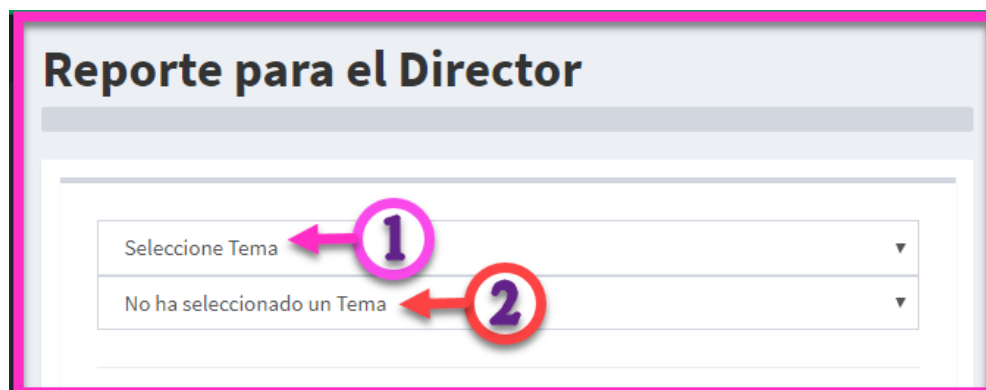 Reporte para el Director
Seleccione Tema
1
No ha seleccionado un Tema
2